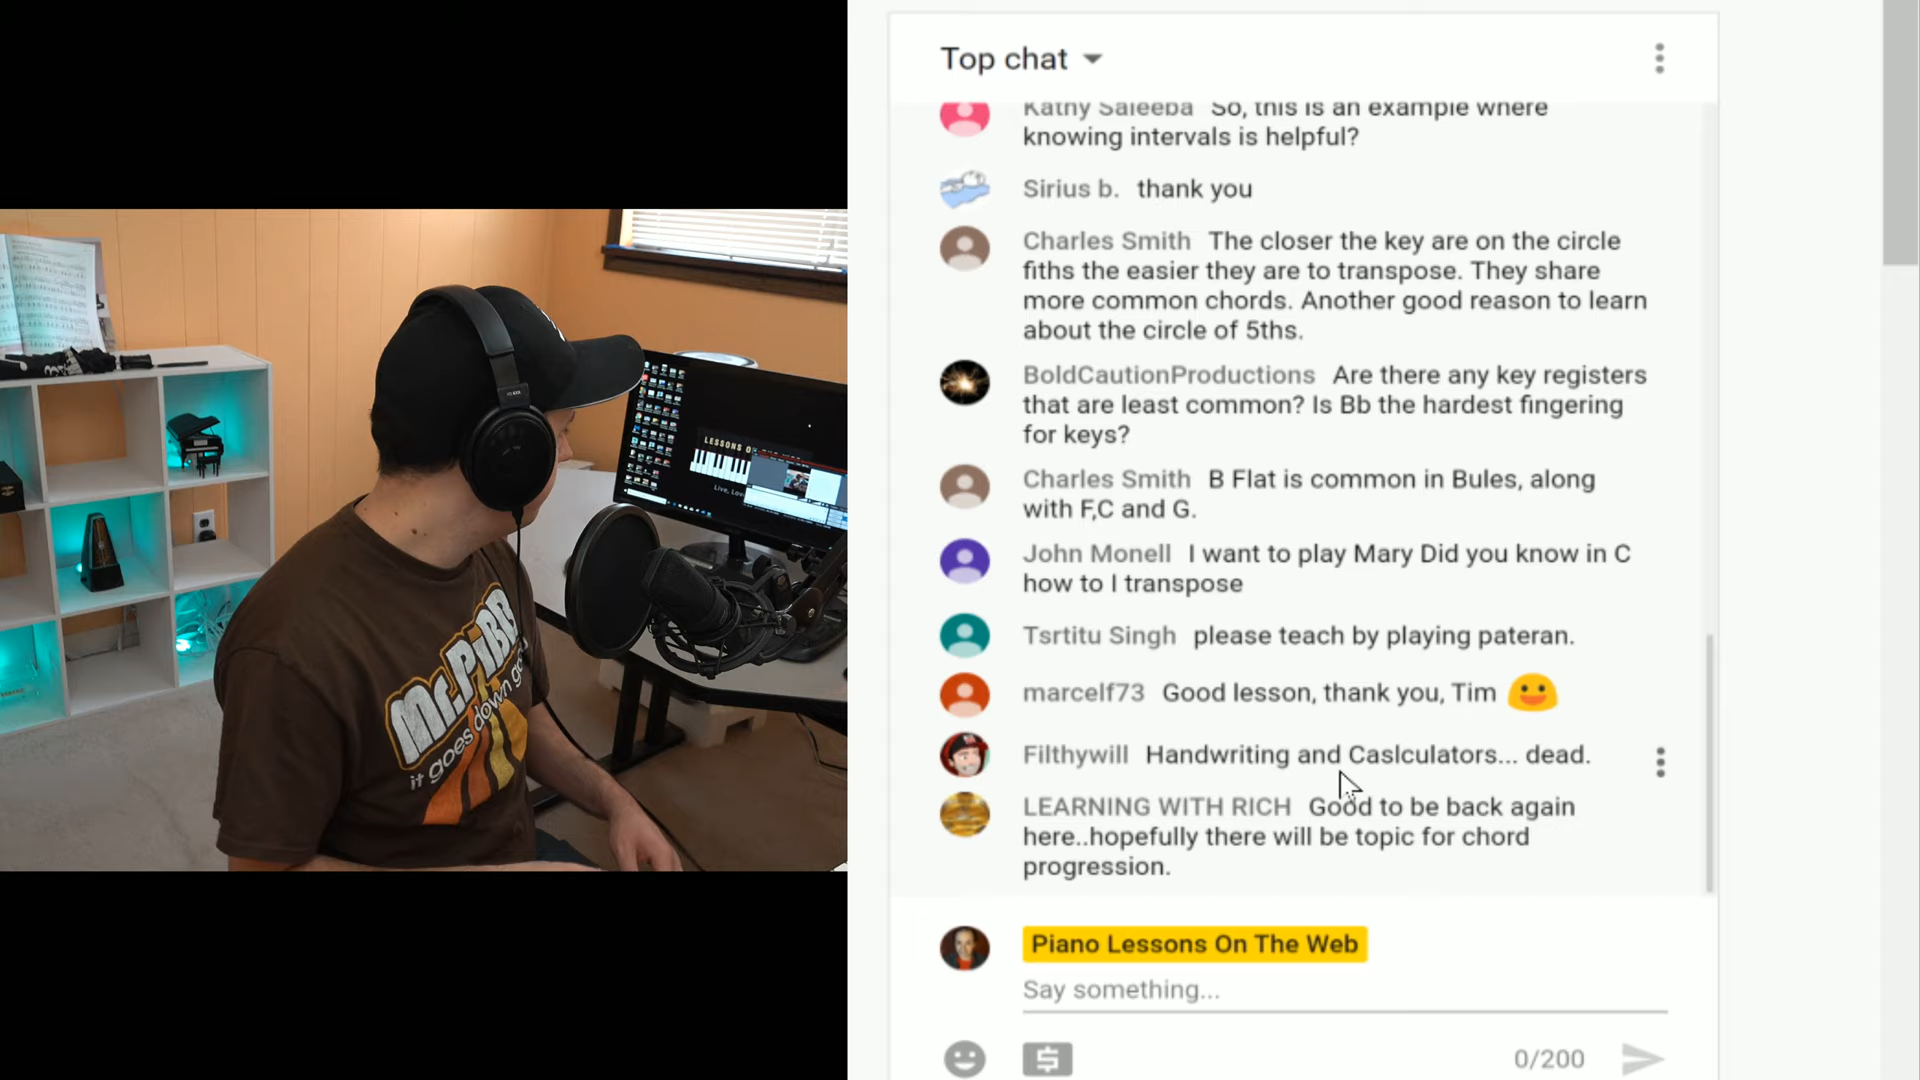 Top chat
Kathy Saleeba So, this is an example where
knowing intervals is helpful?
Sirius b. thank you
Charles Smith The closer the key are on the circle
fiths the easier they are to transpose. They share
more common chords. Another good reason to learn
about the circle of 5ths.
BoldCautionProductions Are there any key registers
that are least common? Is Bb the hardest fingering
for keys?
Charles Smith B Flat is common in Bules, along
with F,C and G.
John Monell I want to play Mary Did you know in C
how to I transpose
Tsrtitu Singh please teach by playing pateran.
marcelf73 Good lesson, thank you, Tim
Filthywill Handwriting and Caslculators... dead.
LEARNING WITH RICH Good to be back again
here..hopefully there will be topic for chord
progression.
Piano Lessons On The Web
Say something...
0/200
LESSONS
Live,
Mr. PiBB
it goes down